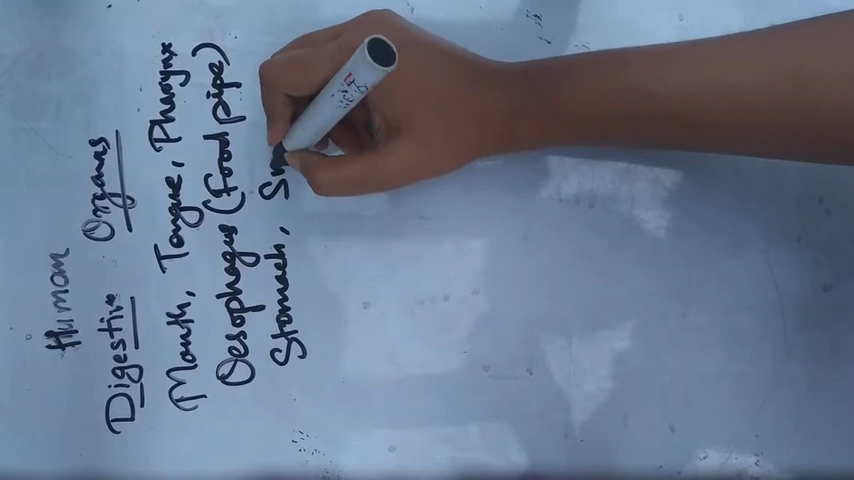 Human
Digestive Organs
Mouth, Tongue, Pharynx
Oesophagus (Food pipe)
Stomach,